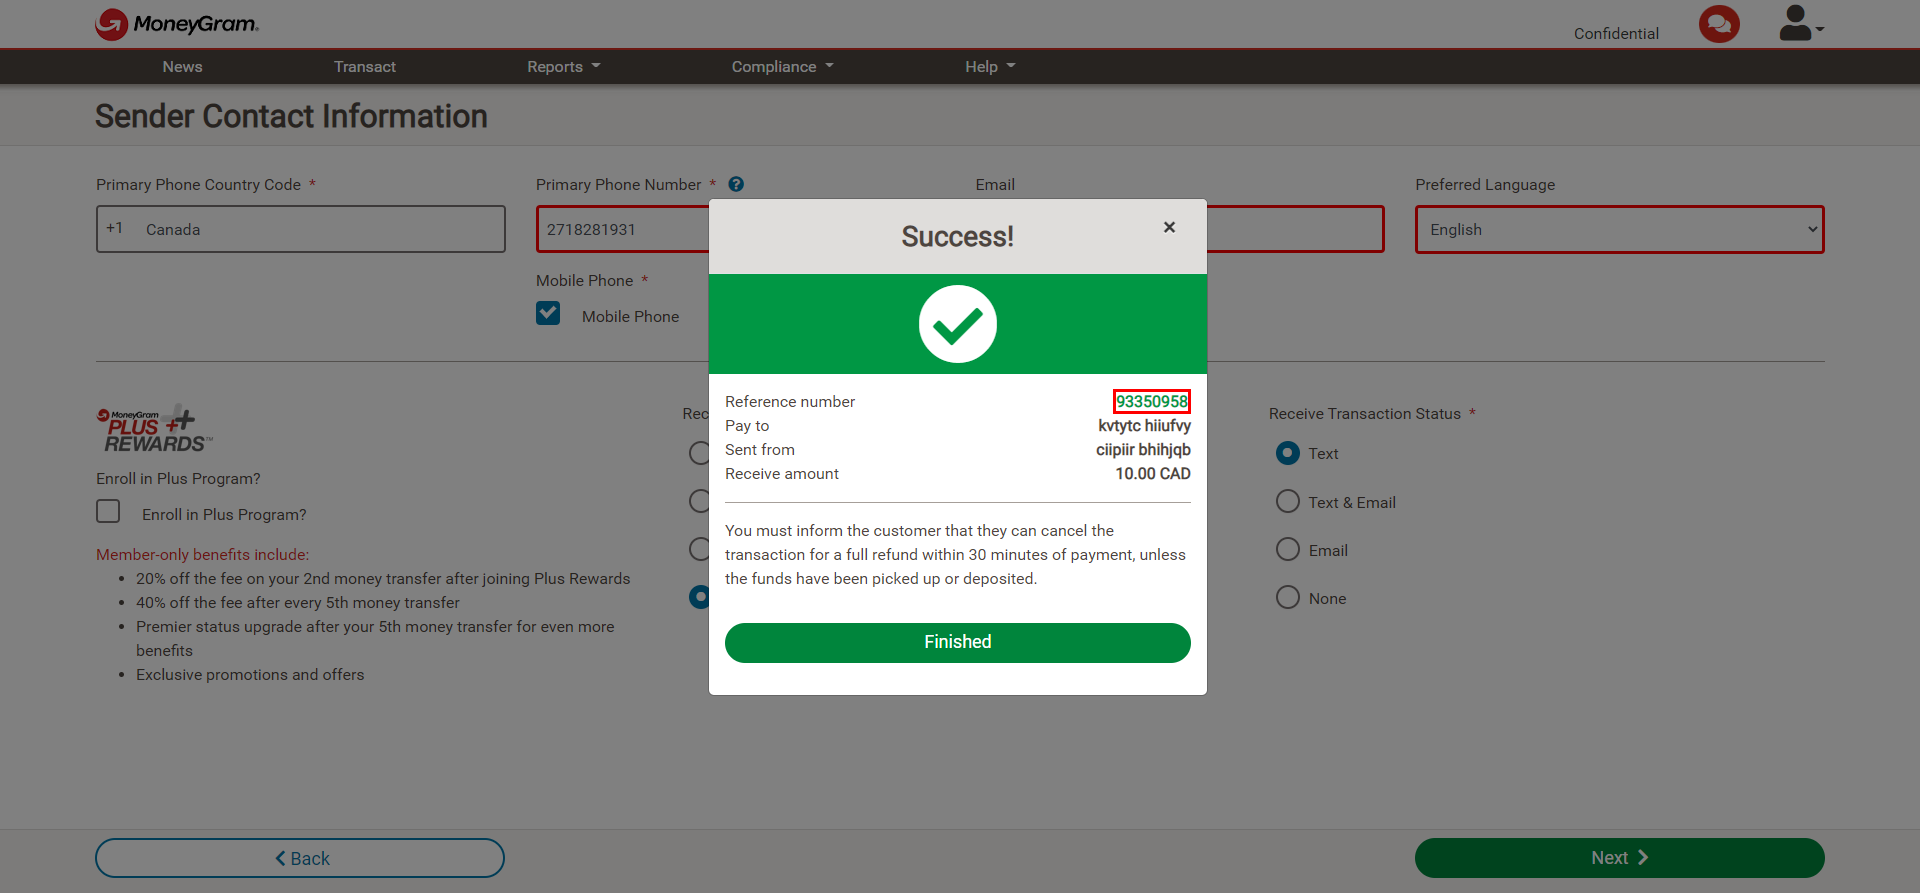 MoneyGram.
Confidential
News Transact Reports Compliance Help
Sender Contact Information
Primary Phone Country Code * Primary Phone Number * ? Email Preferred Language
+1 Canada 2718281931 English
Mobile Phone *
Mobile Phone
Success! ×
Reference number 93350958
Pay to kvtytc hiiufvy
Sent from ciipiir bhihjqb
Receive amount 10.00 CAD
You must inform the customer that they can cancel the
transaction for a full refund within 30 minutes of payment, unless
the funds have been picked up or deposited.
Finished
MoneyGram
PLUS ++
REWARDS™
Enroll in Plus Program?
Enroll in Plus Program?
Member-only benefits include:
• 20% off the fee on your 2nd money transfer after joining Plus Rewards
• 40% off the fee after every 5th money transfer
• Premier status upgrade after your 5th money transfer for even more
benefits
• Exclusive promotions and offers
Rec
Receive Transaction Status *
Text
Text & Email
Email
None
Back Next